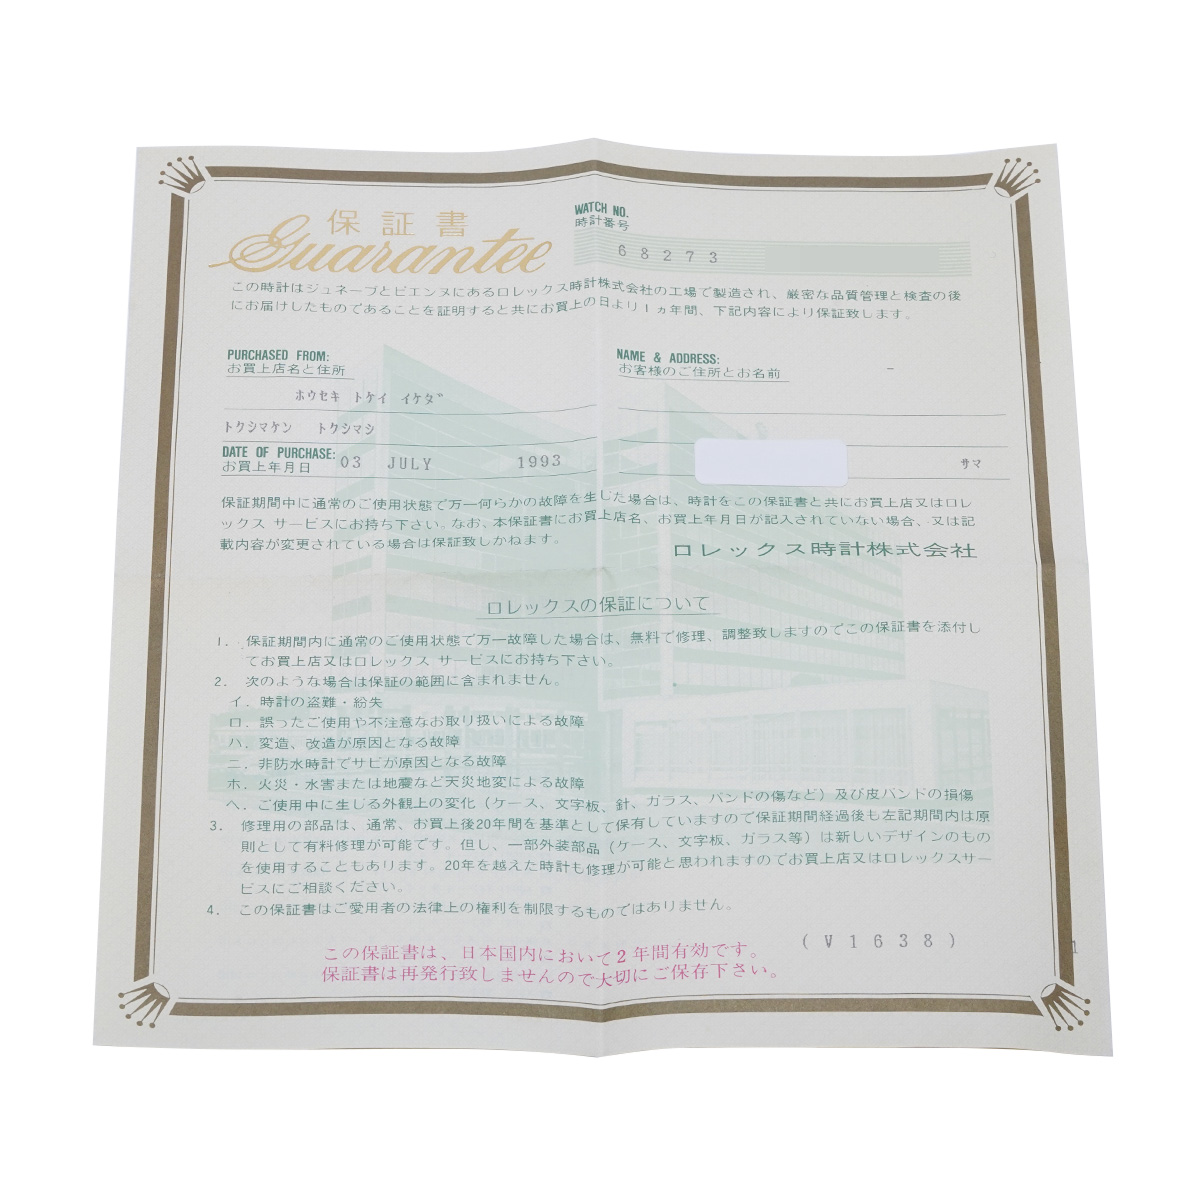 保証書
Guarantee
WATCH NO.
時計番号
68273
この時計はジュネーブとビエンヌにあるロレックス時計株式会社の工場で製造され、厳密な品質管理と検査の後
にお届けしたものであることを証明すると共にお買上の日より1ヵ年間、下記内容により保証致します。
PURCHASED FROM:
お買上店名と住所
ホウセキ トケイ イケダ
トクシマケン トクシマシ
DATE OF PURCHASE:
お買上年月日 03 JULY 1993
NAME & ADDRESS:
お客様のご住所とお名前
サマ
保証期間中に通常のご使用状態で万一何らかの故障を生じた場合は、時計をこの保証書と共にお買上店又はロレ
ックス サービスにお持ち下さい。なお、本保証書にお買上店名、お買上年月日が記入されていない場合、又は記
載内容が変更されている場合は保証致しかねます。
ロレックス時計株式会社
ロレックスの保証について
1. 保証期間内に通常のご使用状態で万一故障した場合は、無料で修理、調整致しますのでこの保証書を添付し
てお買上店又はロレックス サービスにお持ち下さい。
2. 次のような場合は保証の範囲に含まれません。
イ. 時計の盗難・紛失
ロ. 誤ったご使用や不注意なお取り扱いによる故障
ハ. 変造、改造が原因となる故障
ニ. 非防水時計でサビが原因となる故障
ホ. 火災・水害または地震など天災地変による故障
ヘ. ご使用中に生じる外観上の変化（ケース、文字板、針、ガラス、バンドの傷など）及び皮バンドの損傷
3. 修理用の部品は、通常、お買上後20年間を基準として保有していますので保証期間経過後も左記期間内は原
則として有料修理が可能です。但し、一部外装部品（ケース、文字板、ガラス等）は新しいデザインのもの
を使用することもあります。20年を越えた時計も修理が可能と思われますのでお買上店又はロレックスサー
ビスにご相談ください。
4. この保証書はご愛用者の法律上の権利を制限するものではありません。
(V1638)
この保証書は、日本国内において2年間有効です。
保証書は再発行致しませんので大切にご保存下さい。